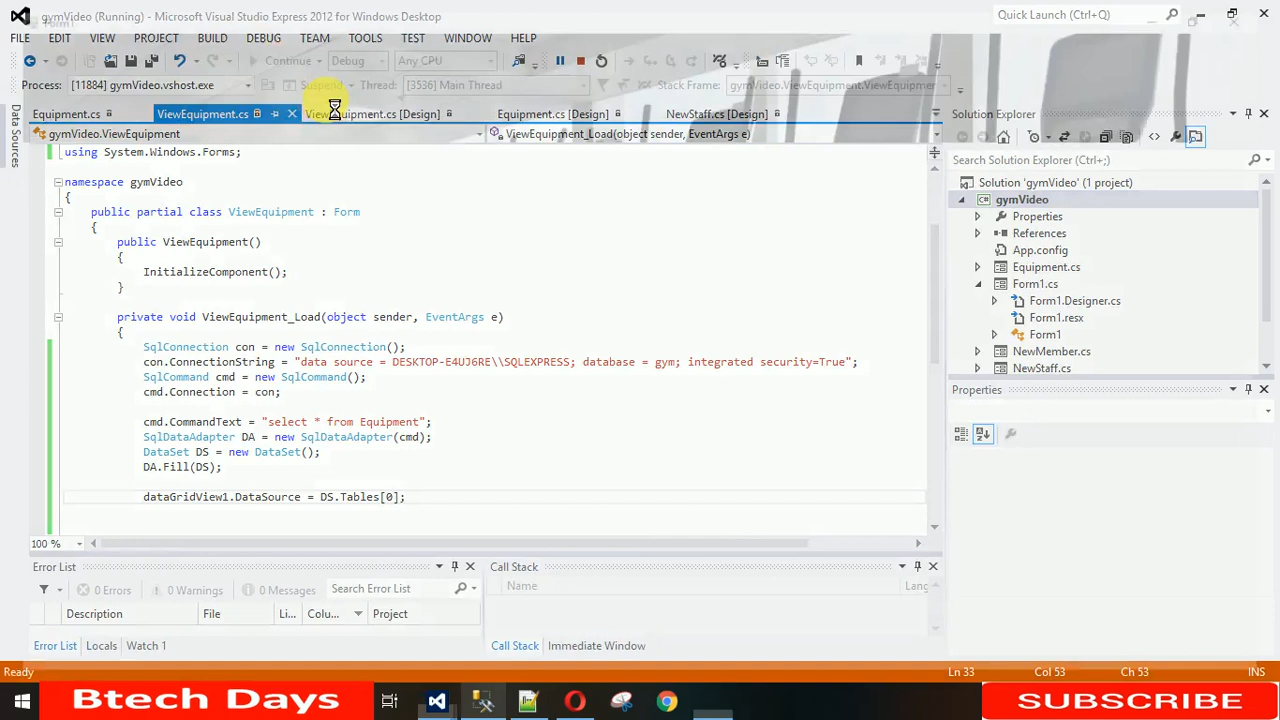 gymVideo (Running) - Microsoft Visual Studio Express 2012 for Windows Desktop
Quick Launch (Ctrl+Q)
Form1
FILE EDIT VIEW PROJECT BUILD DEBUG TEAM TOOLS TEST WINDOW HELP
Continue Debug Any CPU
Process: [11884] gymVideo.vshost.exe Suspend Thread: [3536] Main Thread Stack Frame: gymVideo.ViewEquipment.ViewEquipment
Equipment.cs ViewEquipment.cs ViewEquipment.cs [Design] Equipment.cs [Design] NewStaff.cs [Design]
Solution Explorer
Data Sources
gymVideo.ViewEquipment ViewEquipment_Load(object sender, EventArgs e)
Search Solution Explorer (Ctrl+;)
using System.Windows.Forms;
namespace gymVideo
{
public partial class ViewEquipment : Form
{
public ViewEquipment()
{
InitializeComponent();
}
private void ViewEquipment_Load(object sender, EventArgs e)
{
SqlConnection con = new SqlConnection();
con.ConnectionString = "data source = DESKTOP-E4UJ6RE\\SQLEXPRESS; database = gym; integrated security=True";
SqlCommand cmd = new SqlCommand();
cmd.Connection = con;
cmd.CommandText = "select * from Equipment";
SqlDataAdapter DA = new SqlDataAdapter(cmd);
DataSet DS = new DataSet();
DA.Fill(DS);
dataGridView1.DataSource = DS.Tables[0];
100 %
Solution 'gymVideo' (1 project)
gymVideo
Properties
References
App.config
Equipment.cs
Form1.cs
Form1.Designer.cs
Form1.resx
Form1
NewMember.cs
NewStaff.cs
Properties
Error List
0 Errors 0 Warnings 0 Messages Search Error List
Description File Li... Colu... Project
Error List Locals Watch 1
Call Stack
Name Lang
Call Stack Immediate Window
Ready Ln 33 Col 53 Ch 53 INS
Btech Days
SUBSCRIBE